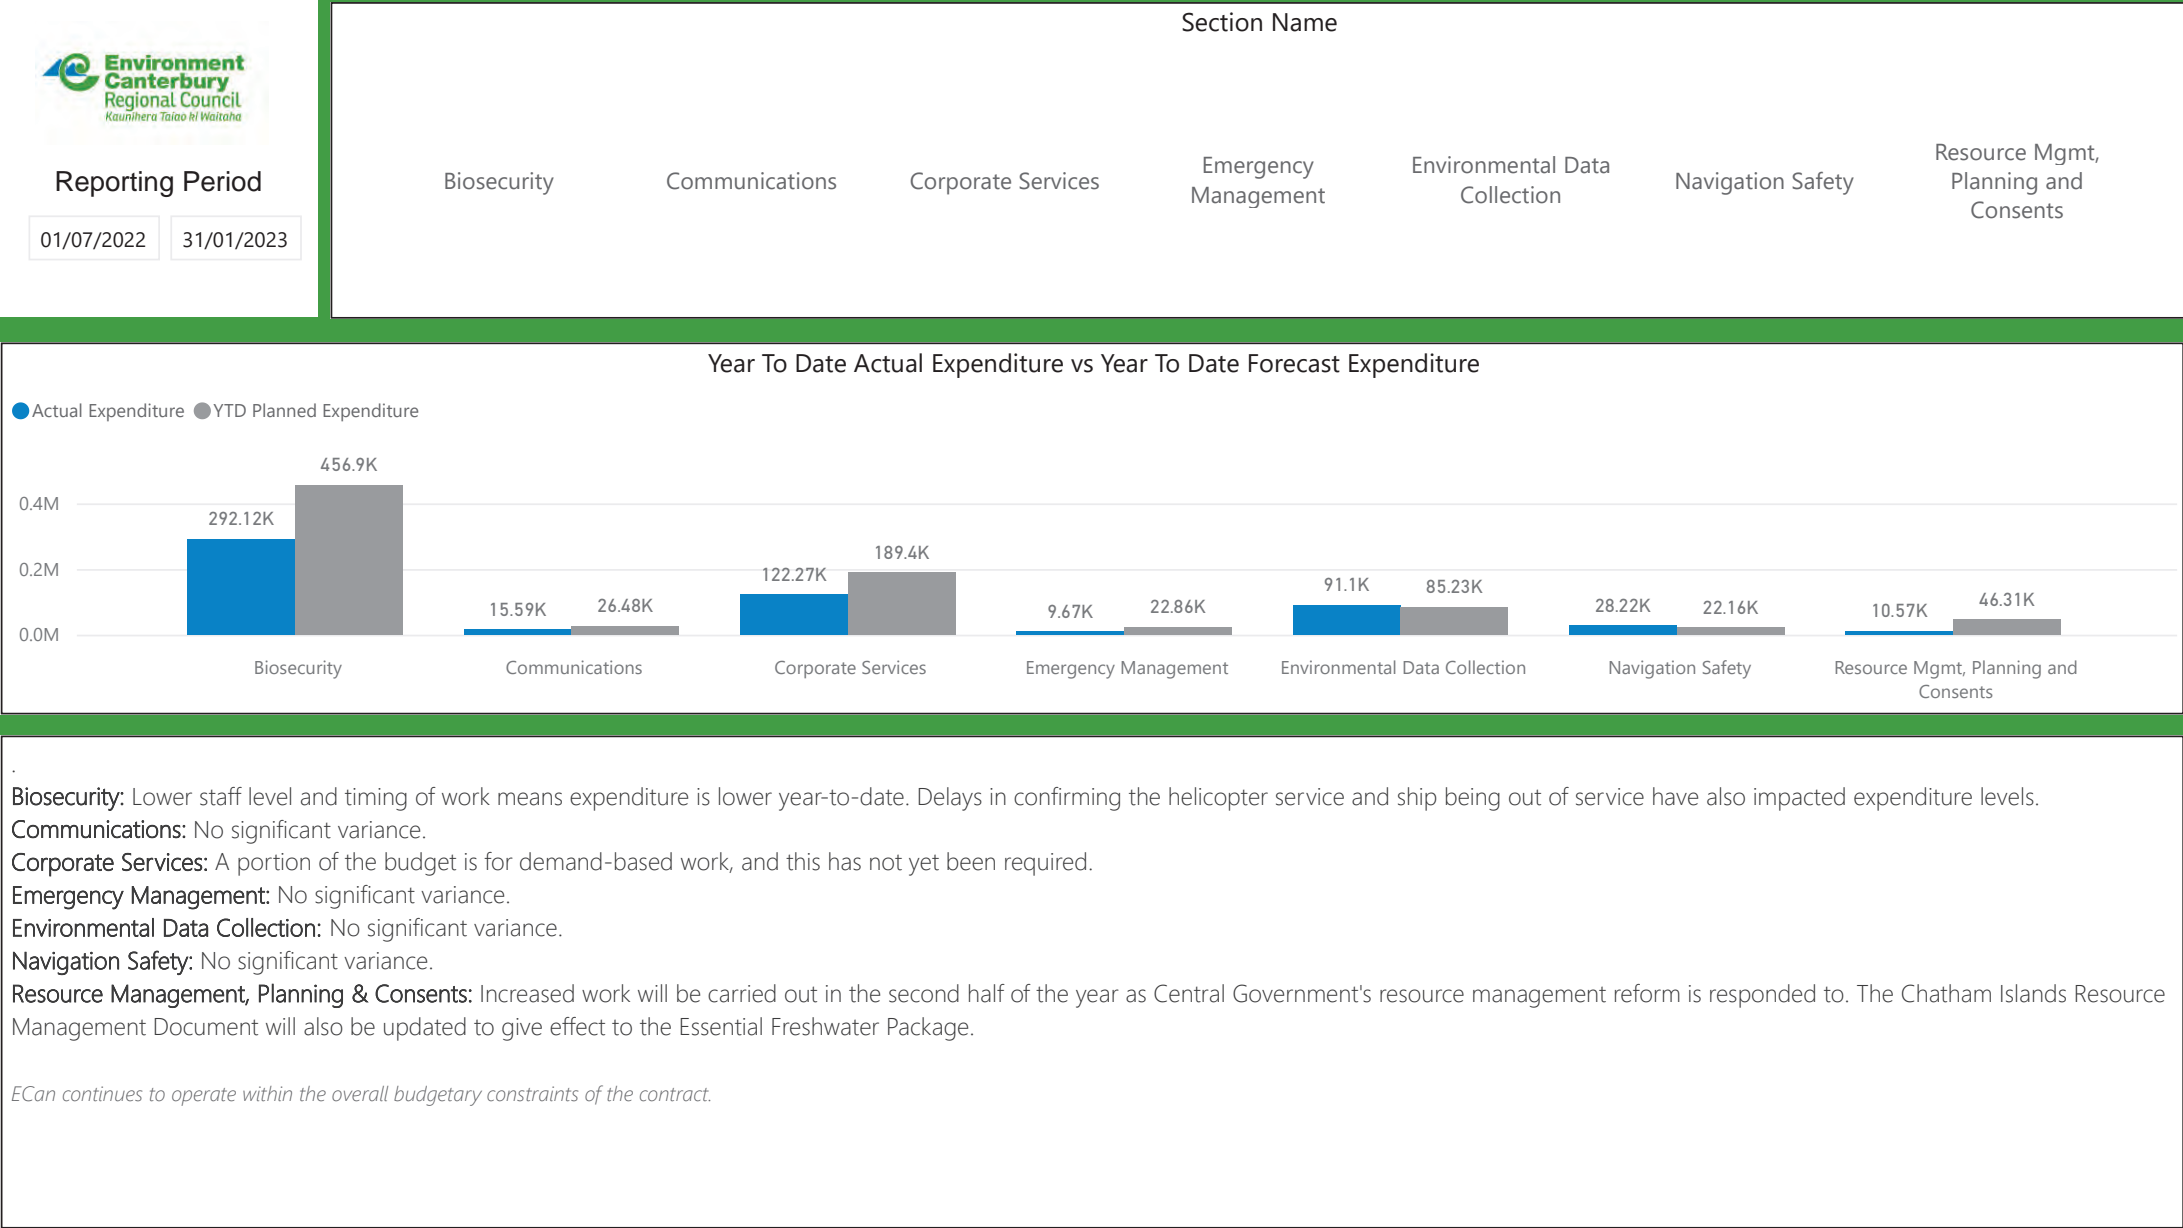 Environment
Canterbury
Regional Council
Kaunihera Taiao ki Waitaha
Reporting Period
01/07/2022 31/01/2023
Section Name
Biosecurity
Communications
Corporate Services
Emergency
Management
Environmental Data
Collection
Navigation Safety
Resource Mgmt,
Planning and
Consents
Year To Date Actual Expenditure vs Year To Date Forecast Expenditure
Actual Expenditure YTD Planned Expenditure
0.4M
0.2M
0.0M
292.12K 456.9K
15.59K 26.48K
122.27K 189.4K
9.67K 22.86K
91.1K 85.23K
28.22K 22.16K
10.57K 46.31K
Biosecurity
Communications
Corporate Services
Emergency Management
Environmental Data Collection
Navigation Safety
Resource Mgmt, Planning and
Consents
.
Biosecurity: Lower staff level and timing of work means expenditure is lower year-to-date. Delays in confirming the helicopter service and ship being out of service have also impacted expenditure levels.
Communications: No significant variance.
Corporate Services: A portion of the budget is for demand-based work, and this has not yet been required.
Emergency Management: No significant variance.
Environmental Data Collection: No significant variance.
Navigation Safety: No significant variance.
Resource Management, Planning & Consents: Increased work will be carried out in the second half of the year as Central Government's resource management reform is responded to. The Chatham Islands Resource
Management Document will also be updated to give effect to the Essential Freshwater Package.
ECan continues to operate within the overall budgetary constraints of the contract.